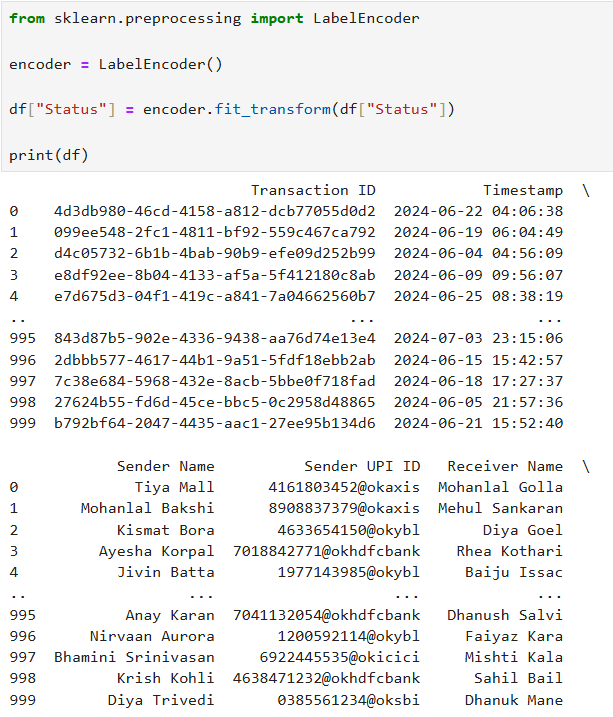 from sklearn.preprocessing import LabelEncoder
encoder = LabelEncoder()
df["Status"] = encoder.fit_transform(df["Status"])
print(df)
Transaction ID Timestamp \
0 4d3db980-46cd-4158-a812-dcb77055d0d2 2024-06-22 04:06:38
1 099ee548-2fc1-4811-bf92-559c467ca792 2024-06-19 06:04:49
2 d4c05732-6b1b-4bab-90b9-efe09d252b99 2024-06-04 04:56:09
3 e8df92ee-8b04-4133-af5a-5f412180c8ab 2024-06-09 09:56:07
4 e7d675d3-04f1-419c-a841-7a04662560b7 2024-06-25 08:38:19
.. ... ...
995 843d87b5-902e-4336-9438-aa76d74e13e4 2024-07-03 23:15:06
996 2dbbb577-4617-44b1-9a51-5fdf18ebb2ab 2024-06-15 15:42:57
997 7c38e684-5968-432e-8acb-5bbe0f718fad 2024-06-18 17:27:37
998 27624b55-fd6d-45ce-bbc5-0c2958d48865 2024-06-05 21:57:36
999 b792bf64-2047-4435-aac1-27ee95b134d6 2024-06-21 15:52:40
Sender Name Sender UPI ID Receiver Name \
0 Tiya Mall 4161803452@okaxis Mohanlal Golla
1 Mohanlal Bakshi 8908837379@okaxis Mehul Sankaran
2 Kismat Bora 4633654150@okybl Diya Goel
3 Ayesha Korpal 7018842771@okhdfcbank Rhea Kothari
4 Jivin Batta 1977143985@okybl Baiju Issac
.. ... ... ...
995 Anay Karan 7041132054@okhdfcbank Dhanush Salvi
996 Nirvaan Aurora 1200592114@okybl Faiyaz Kara
997 Bhamini Srinivasan 6922445535@okicici Mishti Kala
998 Krish Kohli 4638471232@okhdfcbank Sahil Bail
999 Diya Trivedi 0385561234@oksbi Dhanuk Mane